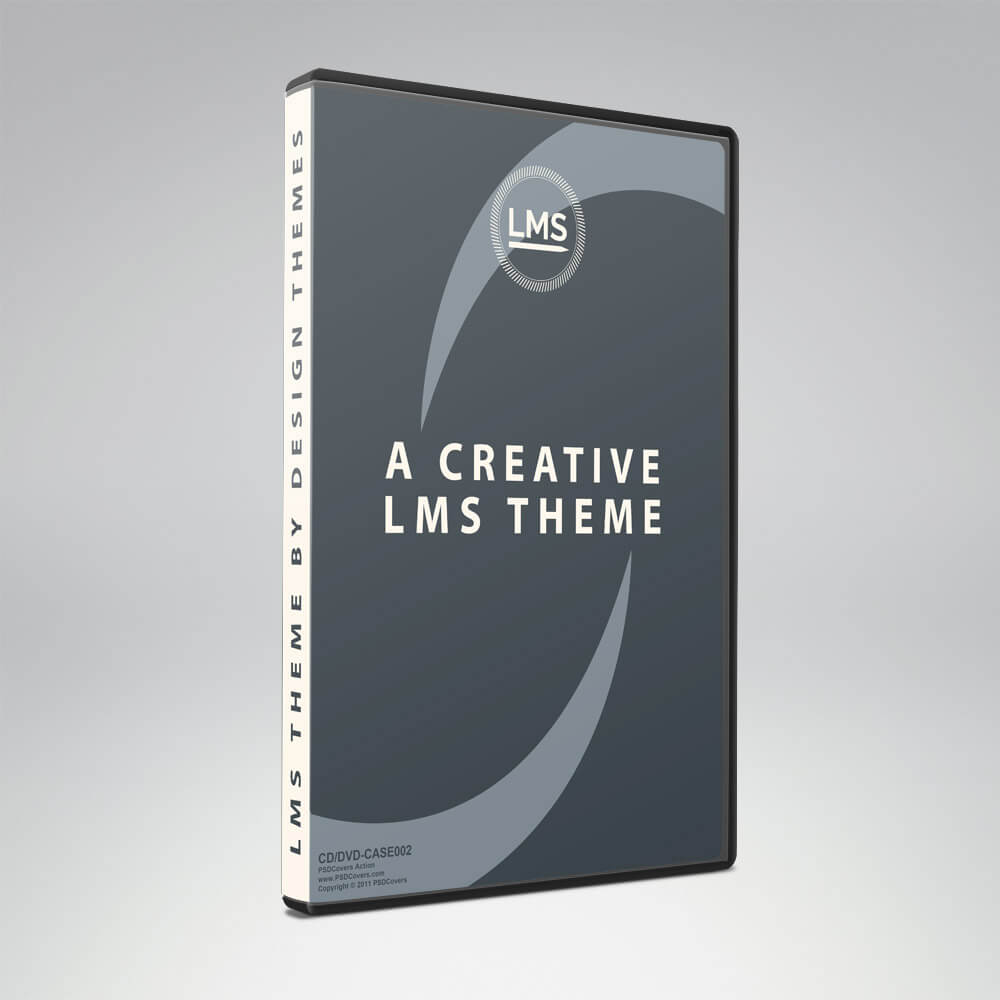 LMS THEME BY DESIGN THEMES
LMS
A CREATIVE
LMS THEME
CD/DVD-CASE002
PSDCovers Action
www.PSDCovers.com
Copyright © 2011 PSDCovers